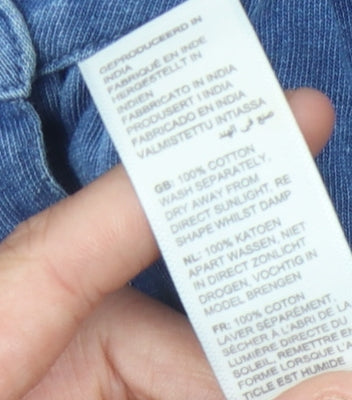 GEPRODUCEERD IN
INDIA
FABRIQUÉ EN INDE
HERGESTELLT IN
INDIEN
FABBRICATO IN INDIA
PRODUSERT I INDIA
FABRICADO EN INDIA
VALMISTETTU INTIASSA
صنع في الهند
GB: 100% COTTON
WASH SEPARATELY,
DRY AWAY FROM
DIRECT SUNLIGHT, RE
SHAPE WHILST DAMP
NL: 100% KATOEN
APART WASSEN, NIET
IN DIRECT ZONLICHT
DROGEN, VOCHTIG IN
MODEL BRENGEN
FR: 100% COTON
LAVER SEPARÉMENT,
SÉCHER À L'ABRI DE LA
LUMIÈRE DIRECTE DU
SOLEIL, REMETTRE EN
FORME LORSQUE L'A
TICLE EST HUMIDE